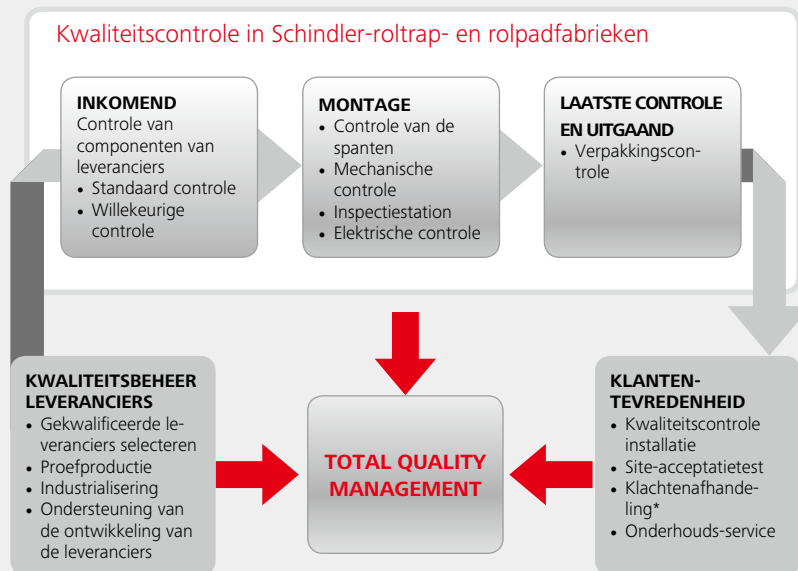 Kwaliteitscontrole in Schindler-roltrap- en rolpadfabrieken
INKOMEND
Controle van
componenten van
leveranciers
• Standaard controle
• Willekeurige
controle
MONTAGE
• Controle van de
spanten
• Mechanische
controle
• Inspectiestation
• Elektrische controle
LAATSTE CONTROLE
EN UITGAAND
• Verpakkingscon-
trole
KWALITEITSBEHEER
LEVERANCIERS
• Gekwalificeerde le-
veranciers selecteren
• Proefproductie
• Industrialisering
• Ondersteuning van
de ontwikkeling van
de leveranciers
TOTAL QUALITY
MANAGEMENT
KLANTEN-
TEVREDENHEID
• Kwaliteitscontrole
installatie
• Site-acceptatietest
• Klachtenafhande-
ling*
• Onderhouds-service